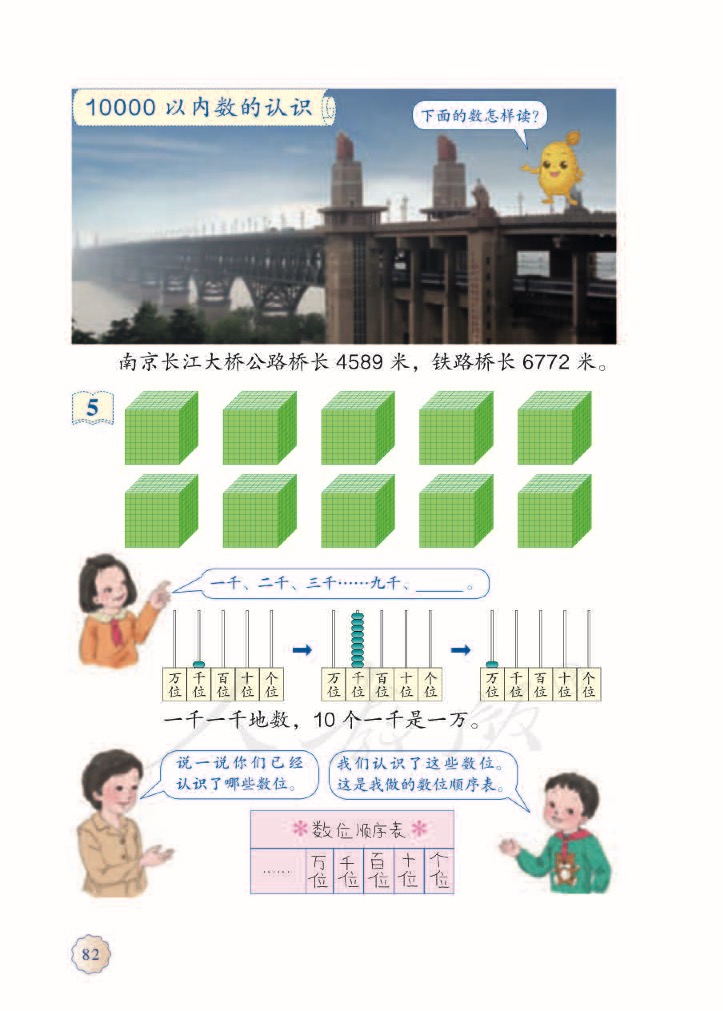 10000 以内数的认识
下面的数怎样读？
南京长江大桥公路桥长 4589 米，铁路桥长 6772 米。
5
一千、二千、三千……九千、______。
万位 千位 百位 十位 个位
万位 千位 百位 十位 个位
万位 千位 百位 十位 个位
一千一千地数，10 个一千是一万。
说一说你们已经
认识了哪些数位。
我们认识了这些数位。
这是我做的数位顺序表。
数位顺序表
…… 万位 千位 百位 十位 个位
82